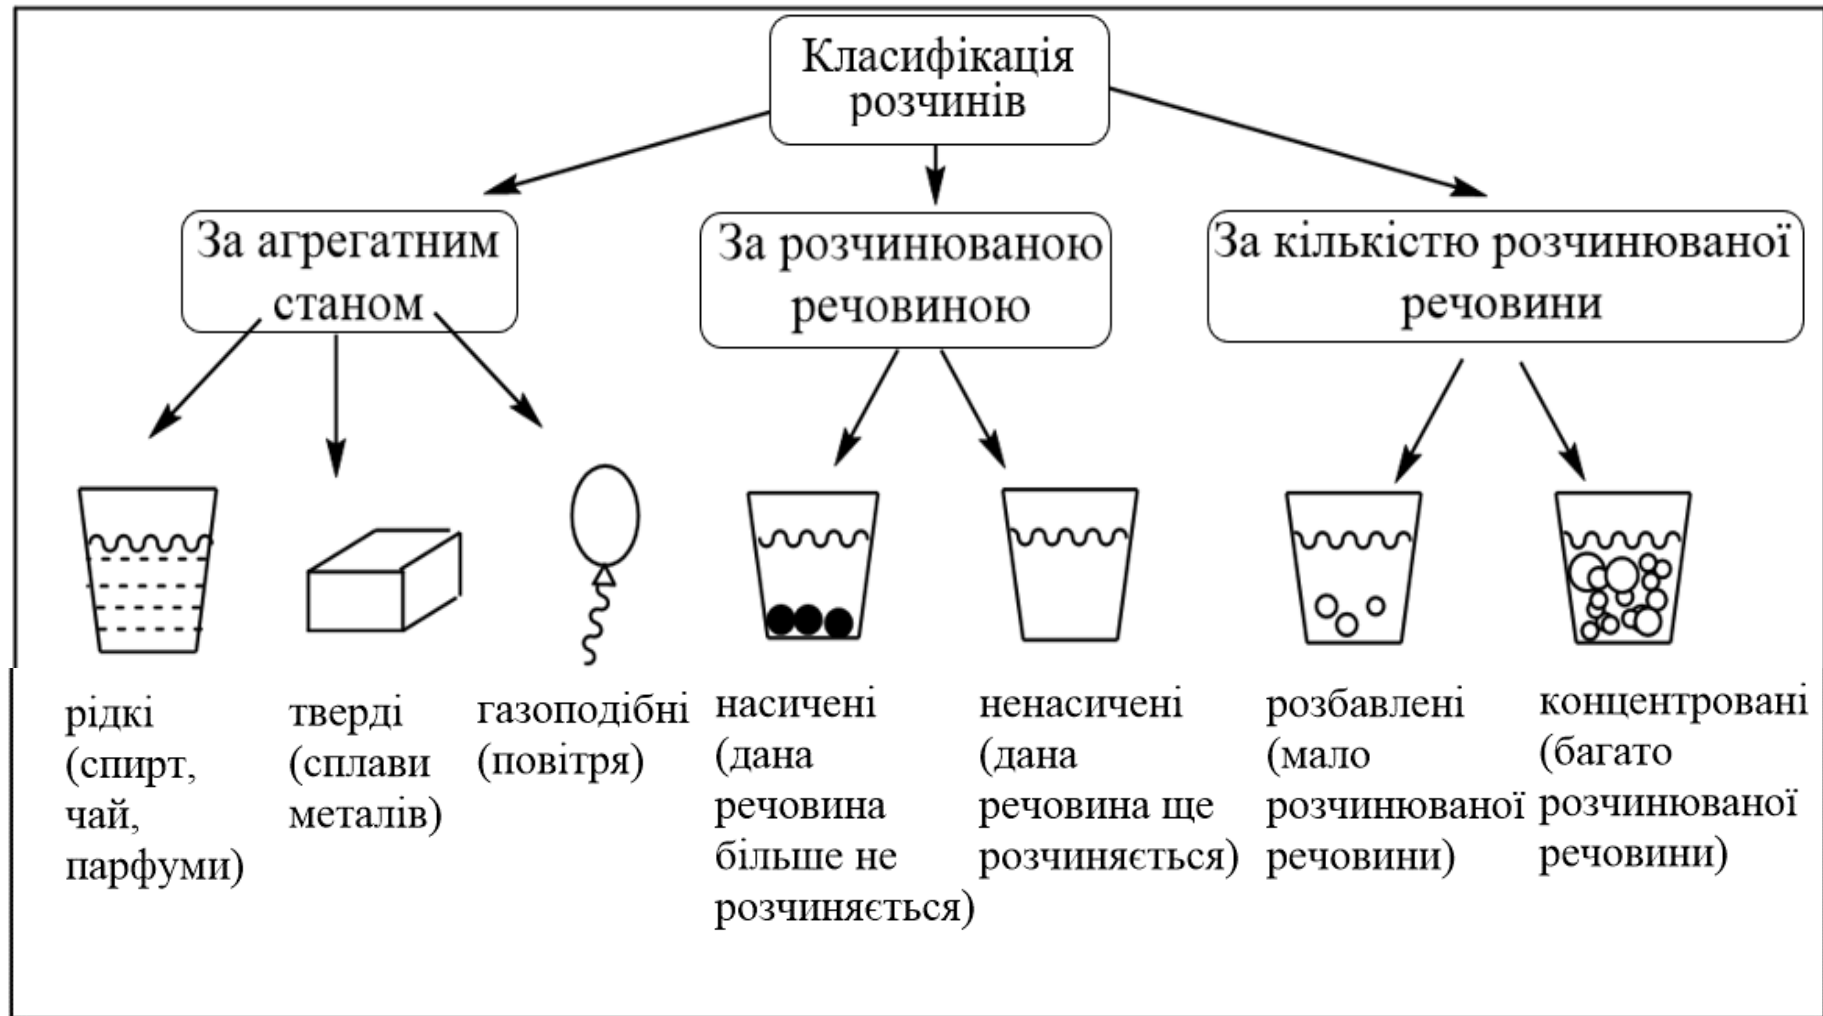 Класифікація
розчинів
За агрегатним
станом
За розчинюваною
речовиною
За кількістю розчинюваної
речовини
рідкі
(спирт,
чай,
парфуми)
тверді
(сплави
металів)
газоподібні
(повітря)
насичені
(дана
речовина
більше не
розчиняється)
ненасичені
(дана
речовина ще
розчиняється)
розбавлені
(мало
розчинюваної
речовини)
концентровані
(багато
розчинюваної
речовини)